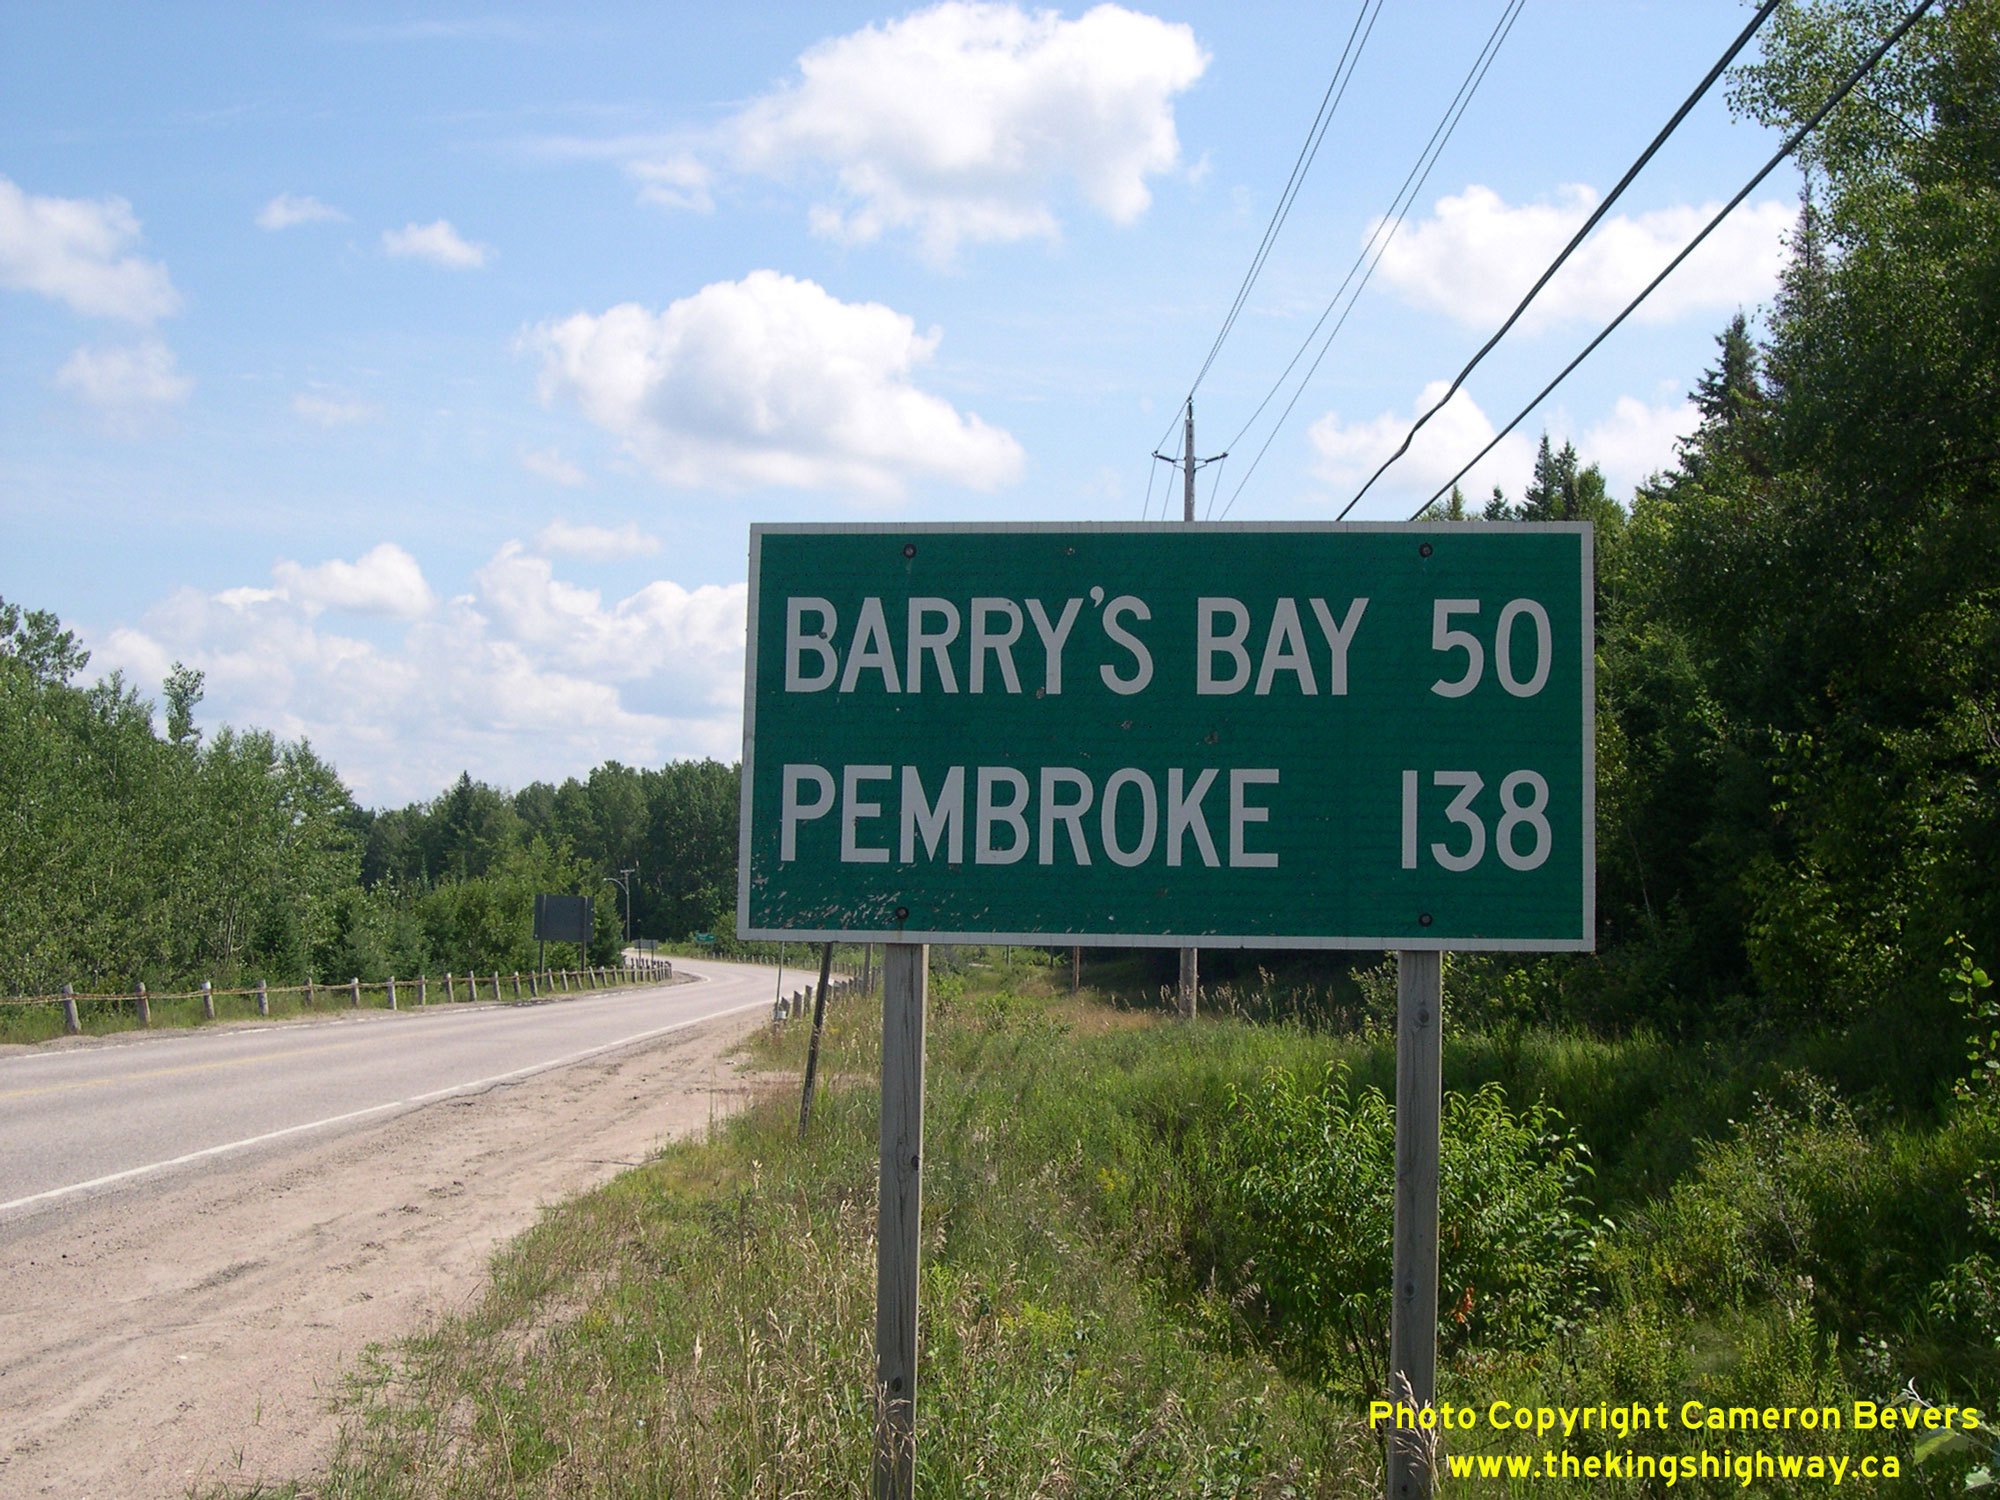 BARRY'S BAY 50
PEMBROKE 138
Photo Copyright Cameron Bevers
www.thekingshighway.ca